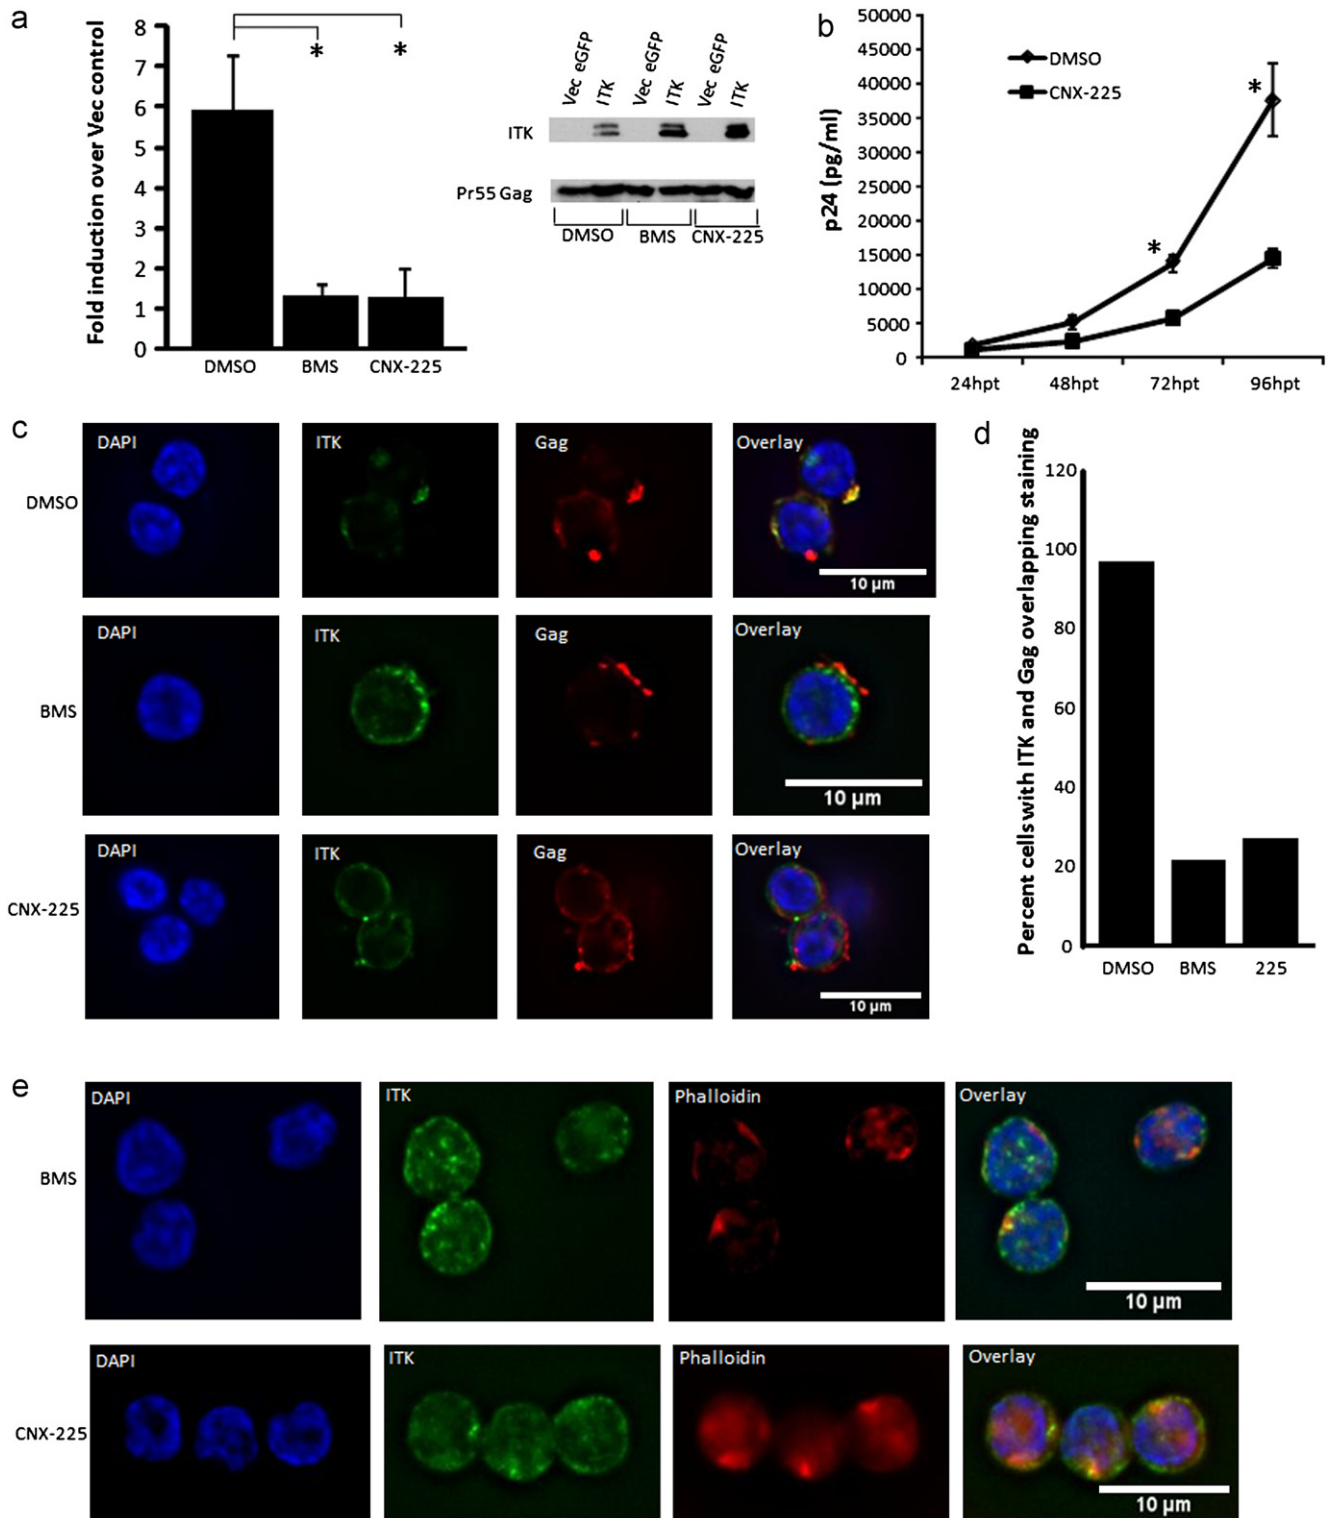 a
Fold induction over Vec control
8
7
6
5
4
3
2
1
0
*
*
DMSO
BMS
CNX-225
Vec eGFP
ITK
Vec eGFP
ITK
Vec eGFP
ITK
ITK
Pr55 Gag
DMSO
BMS
CNX-225
b
p24 (pg/ml)
50000
45000
40000
35000
30000
25000
20000
15000
10000
5000
0
DMSO
CNX-225
*
*
24hpt
48hpt
72hpt
96hpt
c
DMSO
DAPI
ITK
Gag
Overlay
10 µm
BMS
DAPI
ITK
Gag
Overlay
10 µm
CNX-225
DAPI
ITK
Gag
Overlay
10 µm
d
Percent cells with ITK and Gag overlapping staining
120
100
80
60
40
20
0
DMSO
BMS
225
e
BMS
DAPI
ITK
Phalloidin
Overlay
10 µm
CNX-225
DAPI
ITK
Phalloidin
Overlay
10 µm